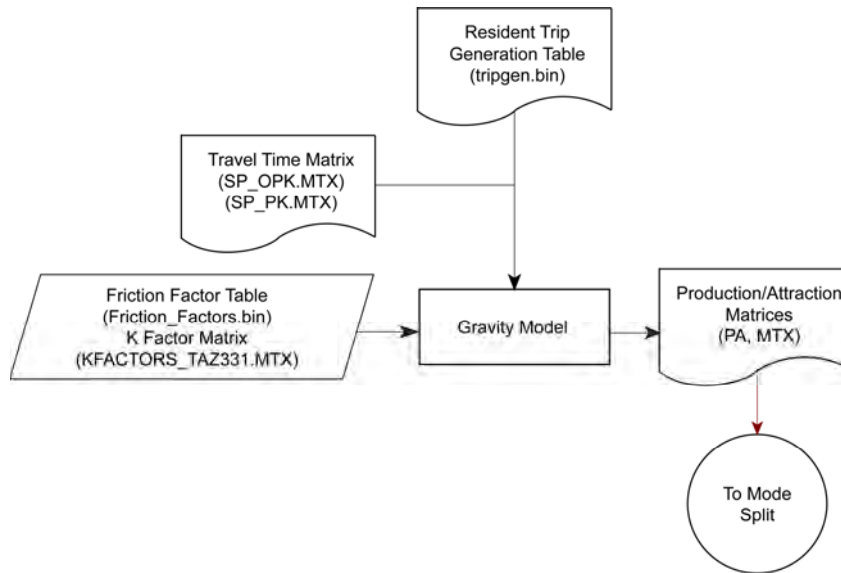 Resident Trip
Generation Table
(tripgen.bin)
Travel Time Matrix
(SP_OPK.MTX)
(SP_PK.MTX)
Friction Factor Table
(Friction_Factors.bin)
K Factor Matrix
(KFACTORS_TAZ331.MTX)
Gravity Model
Production/Attraction
Matrices
(PA, MTX)
To Mode
Split